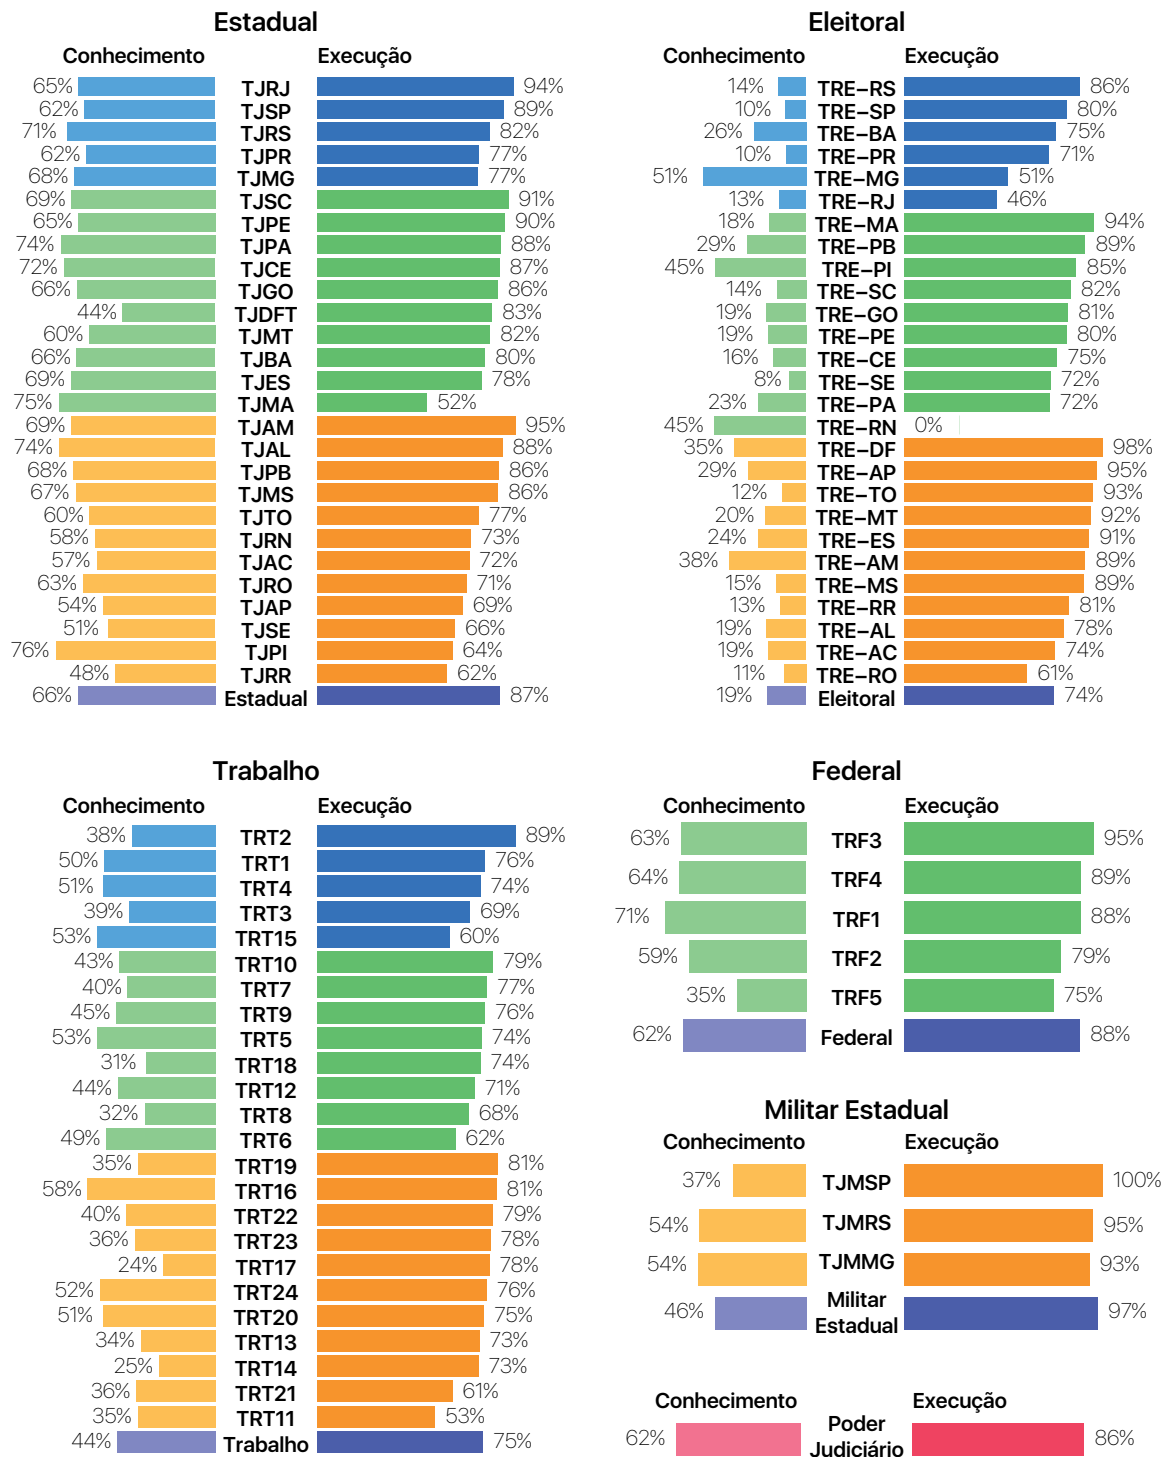 Estadual
Conhecimento Execução
65% TJRJ 94%
62% TJSP 89%
71% TJRS 82%
62% TJPR 77%
68% TJMG 77%
69% TJSC 91%
65% TJPE 90%
74% TJPA 88%
72% TJCE 87%
66% TJGO 86%
44% TJDFT 83%
60% TJMT 82%
66% TJBA 80%
69% TJES 78%
75% TJMA 52%
69% TJAM 95%
74% TJAL 88%
68% TJPB 86%
67% TJMS 86%
60% TJTO 77%
58% TJRN 73%
57% TJAC 72%
63% TJRO 71%
54% TJAP 69%
51% TJSE 66%
76% TJPI 64%
48% TJRR 62%
66% Estadual 87%
Eleitoral
Conhecimento Execução
14% TRE–RS 86%
10% TRE–SP 80%
26% TRE–BA 75%
10% TRE–PR 71%
51% TRE–MG 51%
13% TRE–RJ 46%
18% TRE–MA 94%
29% TRE–PB 89%
45% TRE–PI 85%
14% TRE–SC 82%
19% TRE–GO 81%
19% TRE–PE 80%
16% TRE–CE 75%
8% TRE–SE 72%
23% TRE–PA 72%
45% TRE–RN 0%
35% TRE–DF 98%
29% TRE–AP 95%
12% TRE–TO 93%
20% TRE–MT 92%
24% TRE–ES 91%
38% TRE–AM 89%
15% TRE–MS 89%
13% TRE–RR 81%
19% TRE–AL 78%
19% TRE–AC 74%
11% TRE–RO 61%
19% Eleitoral 74%
Trabalho
Conhecimento Execução
38% TRT2 89%
50% TRT1 76%
51% TRT4 74%
39% TRT3 69%
53% TRT15 60%
43% TRT10 79%
40% TRT7 77%
45% TRT9 76%
53% TRT5 74%
31% TRT18 74%
44% TRT12 71%
32% TRT8 68%
49% TRT6 62%
35% TRT19 81%
58% TRT16 81%
40% TRT22 79%
36% TRT23 78%
24% TRT17 78%
52% TRT24 76%
51% TRT20 75%
34% TRT13 73%
25% TRT14 73%
36% TRT21 61%
35% TRT11 53%
44% Trabalho 75%
Federal
Conhecimento Execução
63% TRF3 95%
64% TRF4 89%
71% TRF1 88%
59% TRF2 79%
35% TRF5 75%
62% Federal 88%
Militar Estadual
Conhecimento Execução
37% TJMSP 100%
54% TJMRS 95%
54% TJMMG 93%
46% Militar 97%
Estadual
Conhecimento Execução
62% Poder 86%
Judiciário